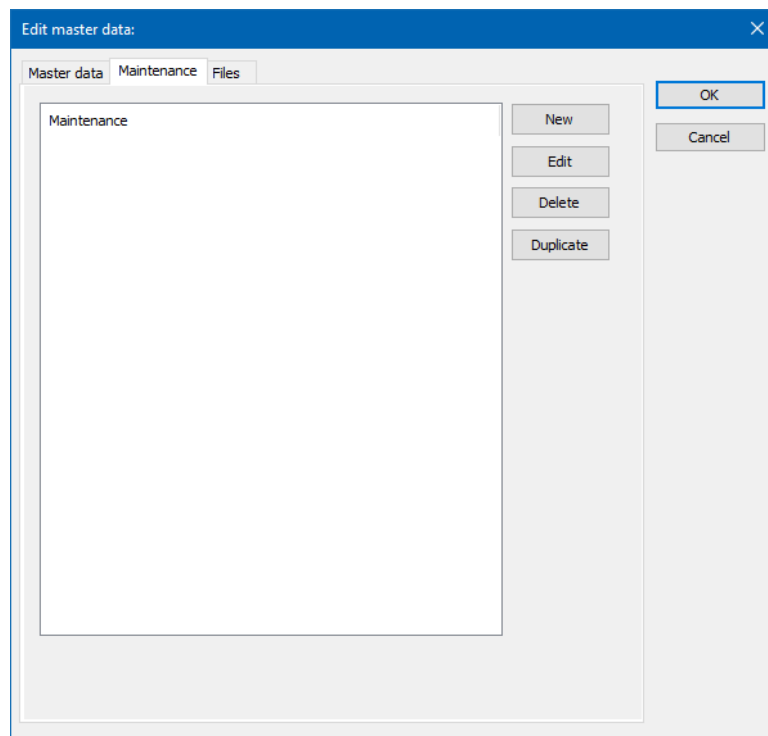 Edit master data:
Master data Maintenance Files
OK
Maintenance New
Cancel
Edit
Delete
Duplicate